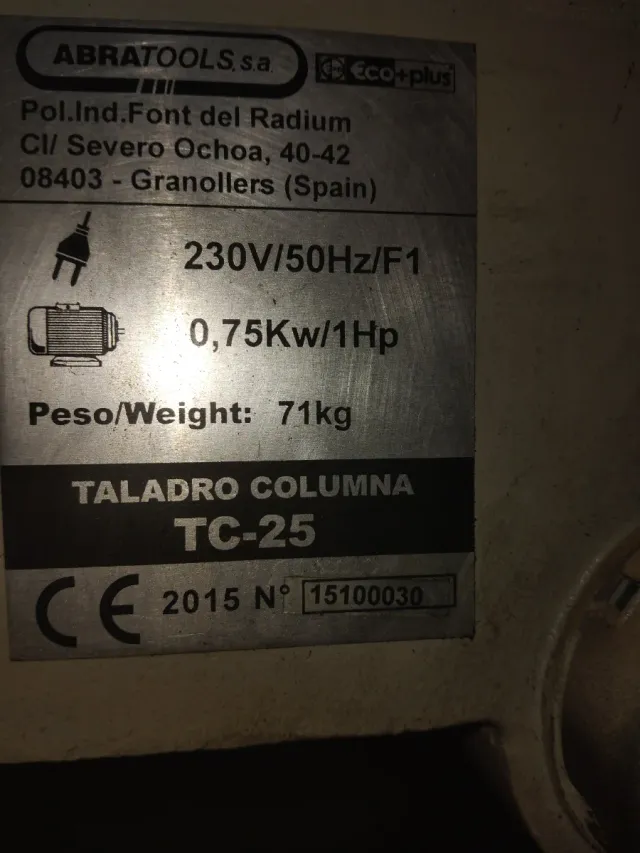 ABRATOOLS, s.a. Eco+plus
Pol.Ind.Font del Radium
Cl/ Severo Ochoa, 40-42
08403 - Granollers (Spain)
230V/50Hz/F1
0,75Kw/1Hp
Peso/Weight: 71kg
TALADRO COLUMNA
TC-25
CE 2015 Nº 15100030